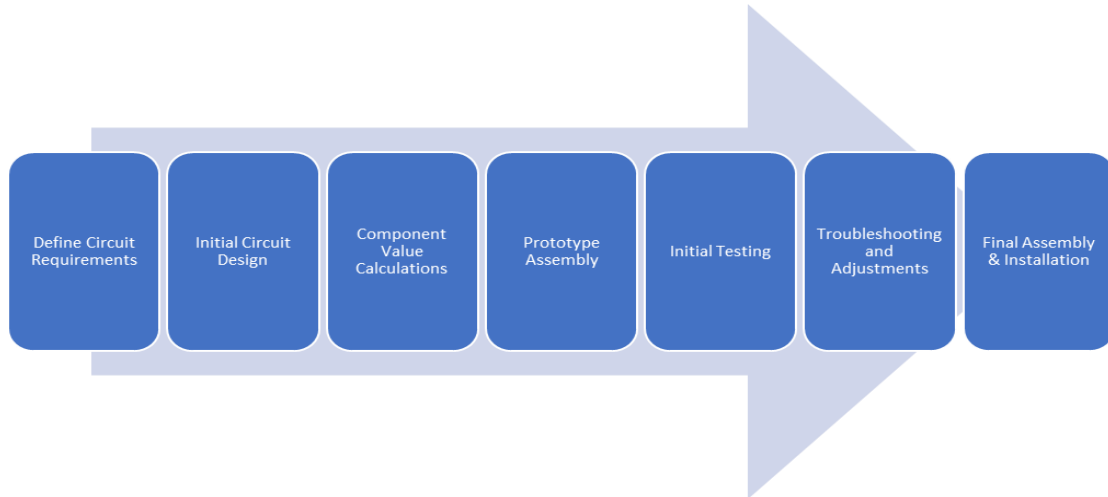 Define Circuit
Requirements
Initial Circuit
Design
Component
Value
Calculations
Prototype
Assembly
Initial Testing
Troubleshooting
and
Adjustments
Final Assembly
& Installation